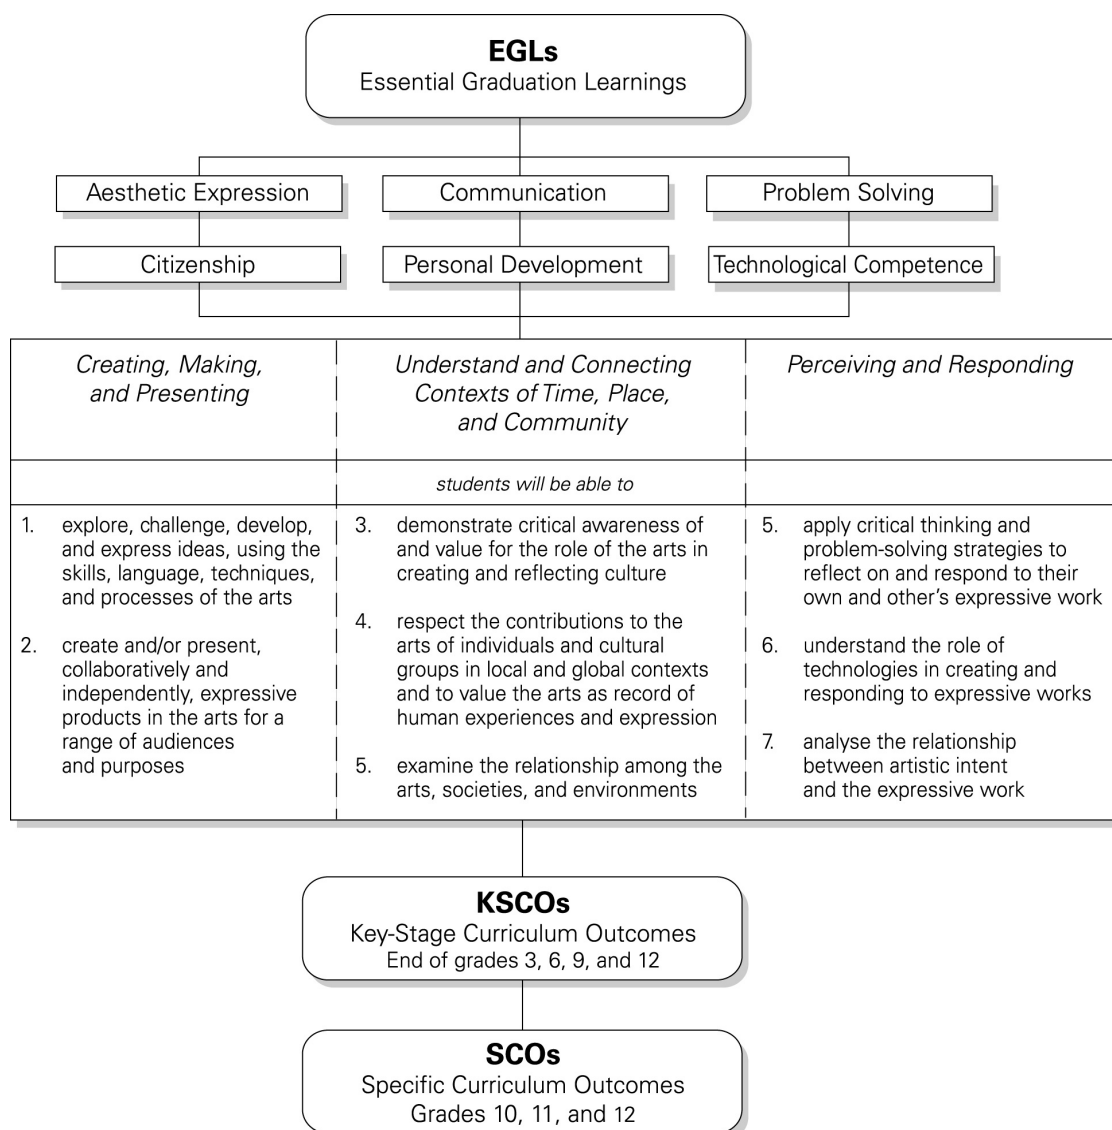 EGLs
Essential Graduation Learnings
Aesthetic Expression
Communication
Problem Solving
Citizenship
Personal Development
Technological Competence
Creating, Making,
and Presenting
Understand and Connecting
Contexts of Time, Place,
and Community
Perceiving and Responding
students will be able to
1. explore, challenge, develop,
and express ideas, using the
skills, language, techniques,
and processes of the arts
2. create and/or present,
collaboratively and
independently, expressive
products in the arts for a
range of audiences
and purposes
3. demonstrate critical awareness of
and value for the role of the arts in
creating and reflecting culture
4. respect the contributions to the
arts of individuals and cultural
groups in local and global contexts
and to value the arts as record of
human experiences and expression
5. examine the relationship among the
arts, societies, and environments
5. apply critical thinking and
problem-solving strategies to
reflect on and respond to their
own and other's expressive work
6. understand the role of
technologies in creating and
responding to expressive works
7. analyse the relationship
between artistic intent
and the expressive work
KSCOs
Key-Stage Curriculum Outcomes
End of grades 3, 6, 9, and 12
SCOs
Specific Curriculum Outcomes
Grades 10, 11, and 12